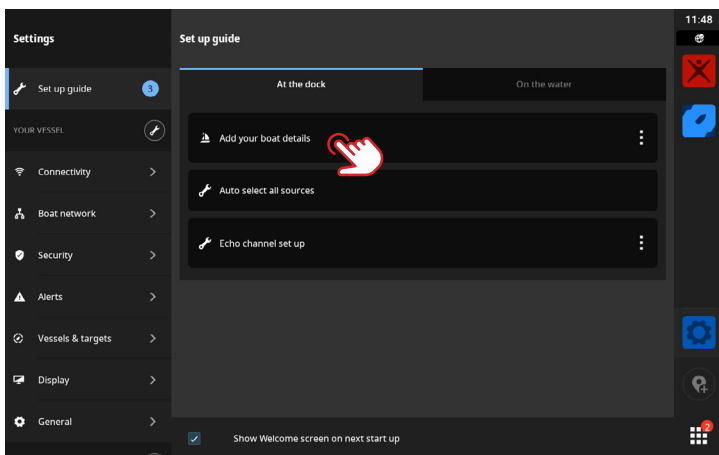 11:48
Settings
Set up guide
Set up guide
3
At the dock
On the water
YOUR VESSEL
Add your boat details
Connectivity
Auto select all sources
Boat network
Echo channel set up
Security
Alerts
Vessels & targets
Display
General
2
Show Welcome screen on next start up